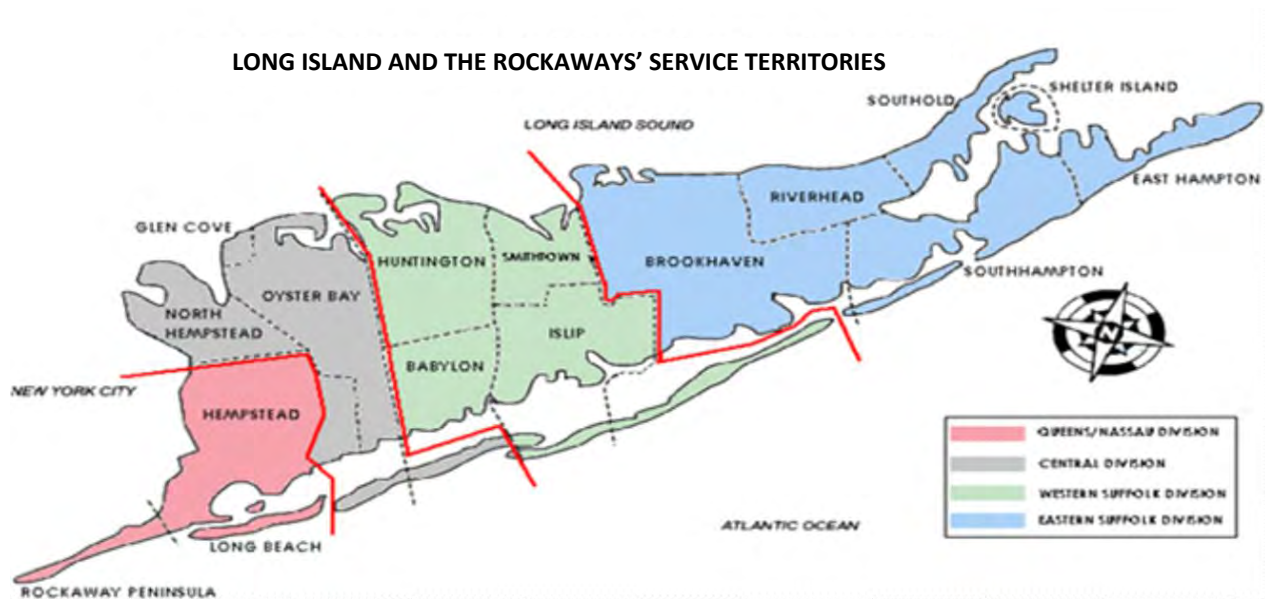 LONG ISLAND AND THE ROCKAWAYS' SERVICE TERRITORIES
SHELTER ISLAND
SOUTHOLD
LONG ISLAND SOUND
EAST HAMPTON
RIVERHEAD
GLEN COVE
HUNTINGTON
SMITHTOWN
BROOKHAVEN
SOUTHHAMPTON
OYSTER BAY
NORTH
HEMPSTEAD
ISLIP
N
BABYLON
NEW YORK CITY
HEMPSTEAD
QUEENS/NASSAU DIVISION
CENTRAL DIVISION
WESTERN SUFFOLK DIVISION
EASTERN SUFFOLK DIVISION
ATLANTIC OCEAN
LONG BEACH
ROCKAWAY PENINSULA